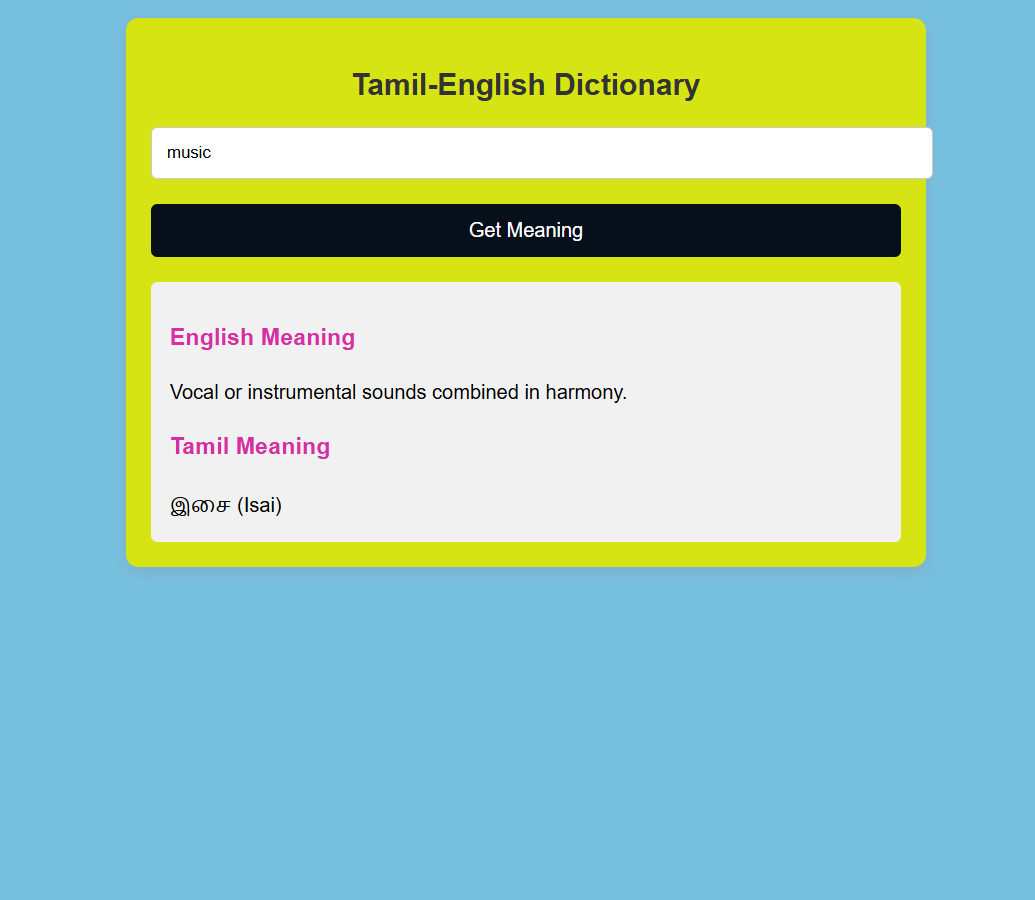 Tamil-English Dictionary
music
Get Meaning
English Meaning
Vocal or instrumental sounds combined in harmony.
Tamil Meaning
இசை (Isai)